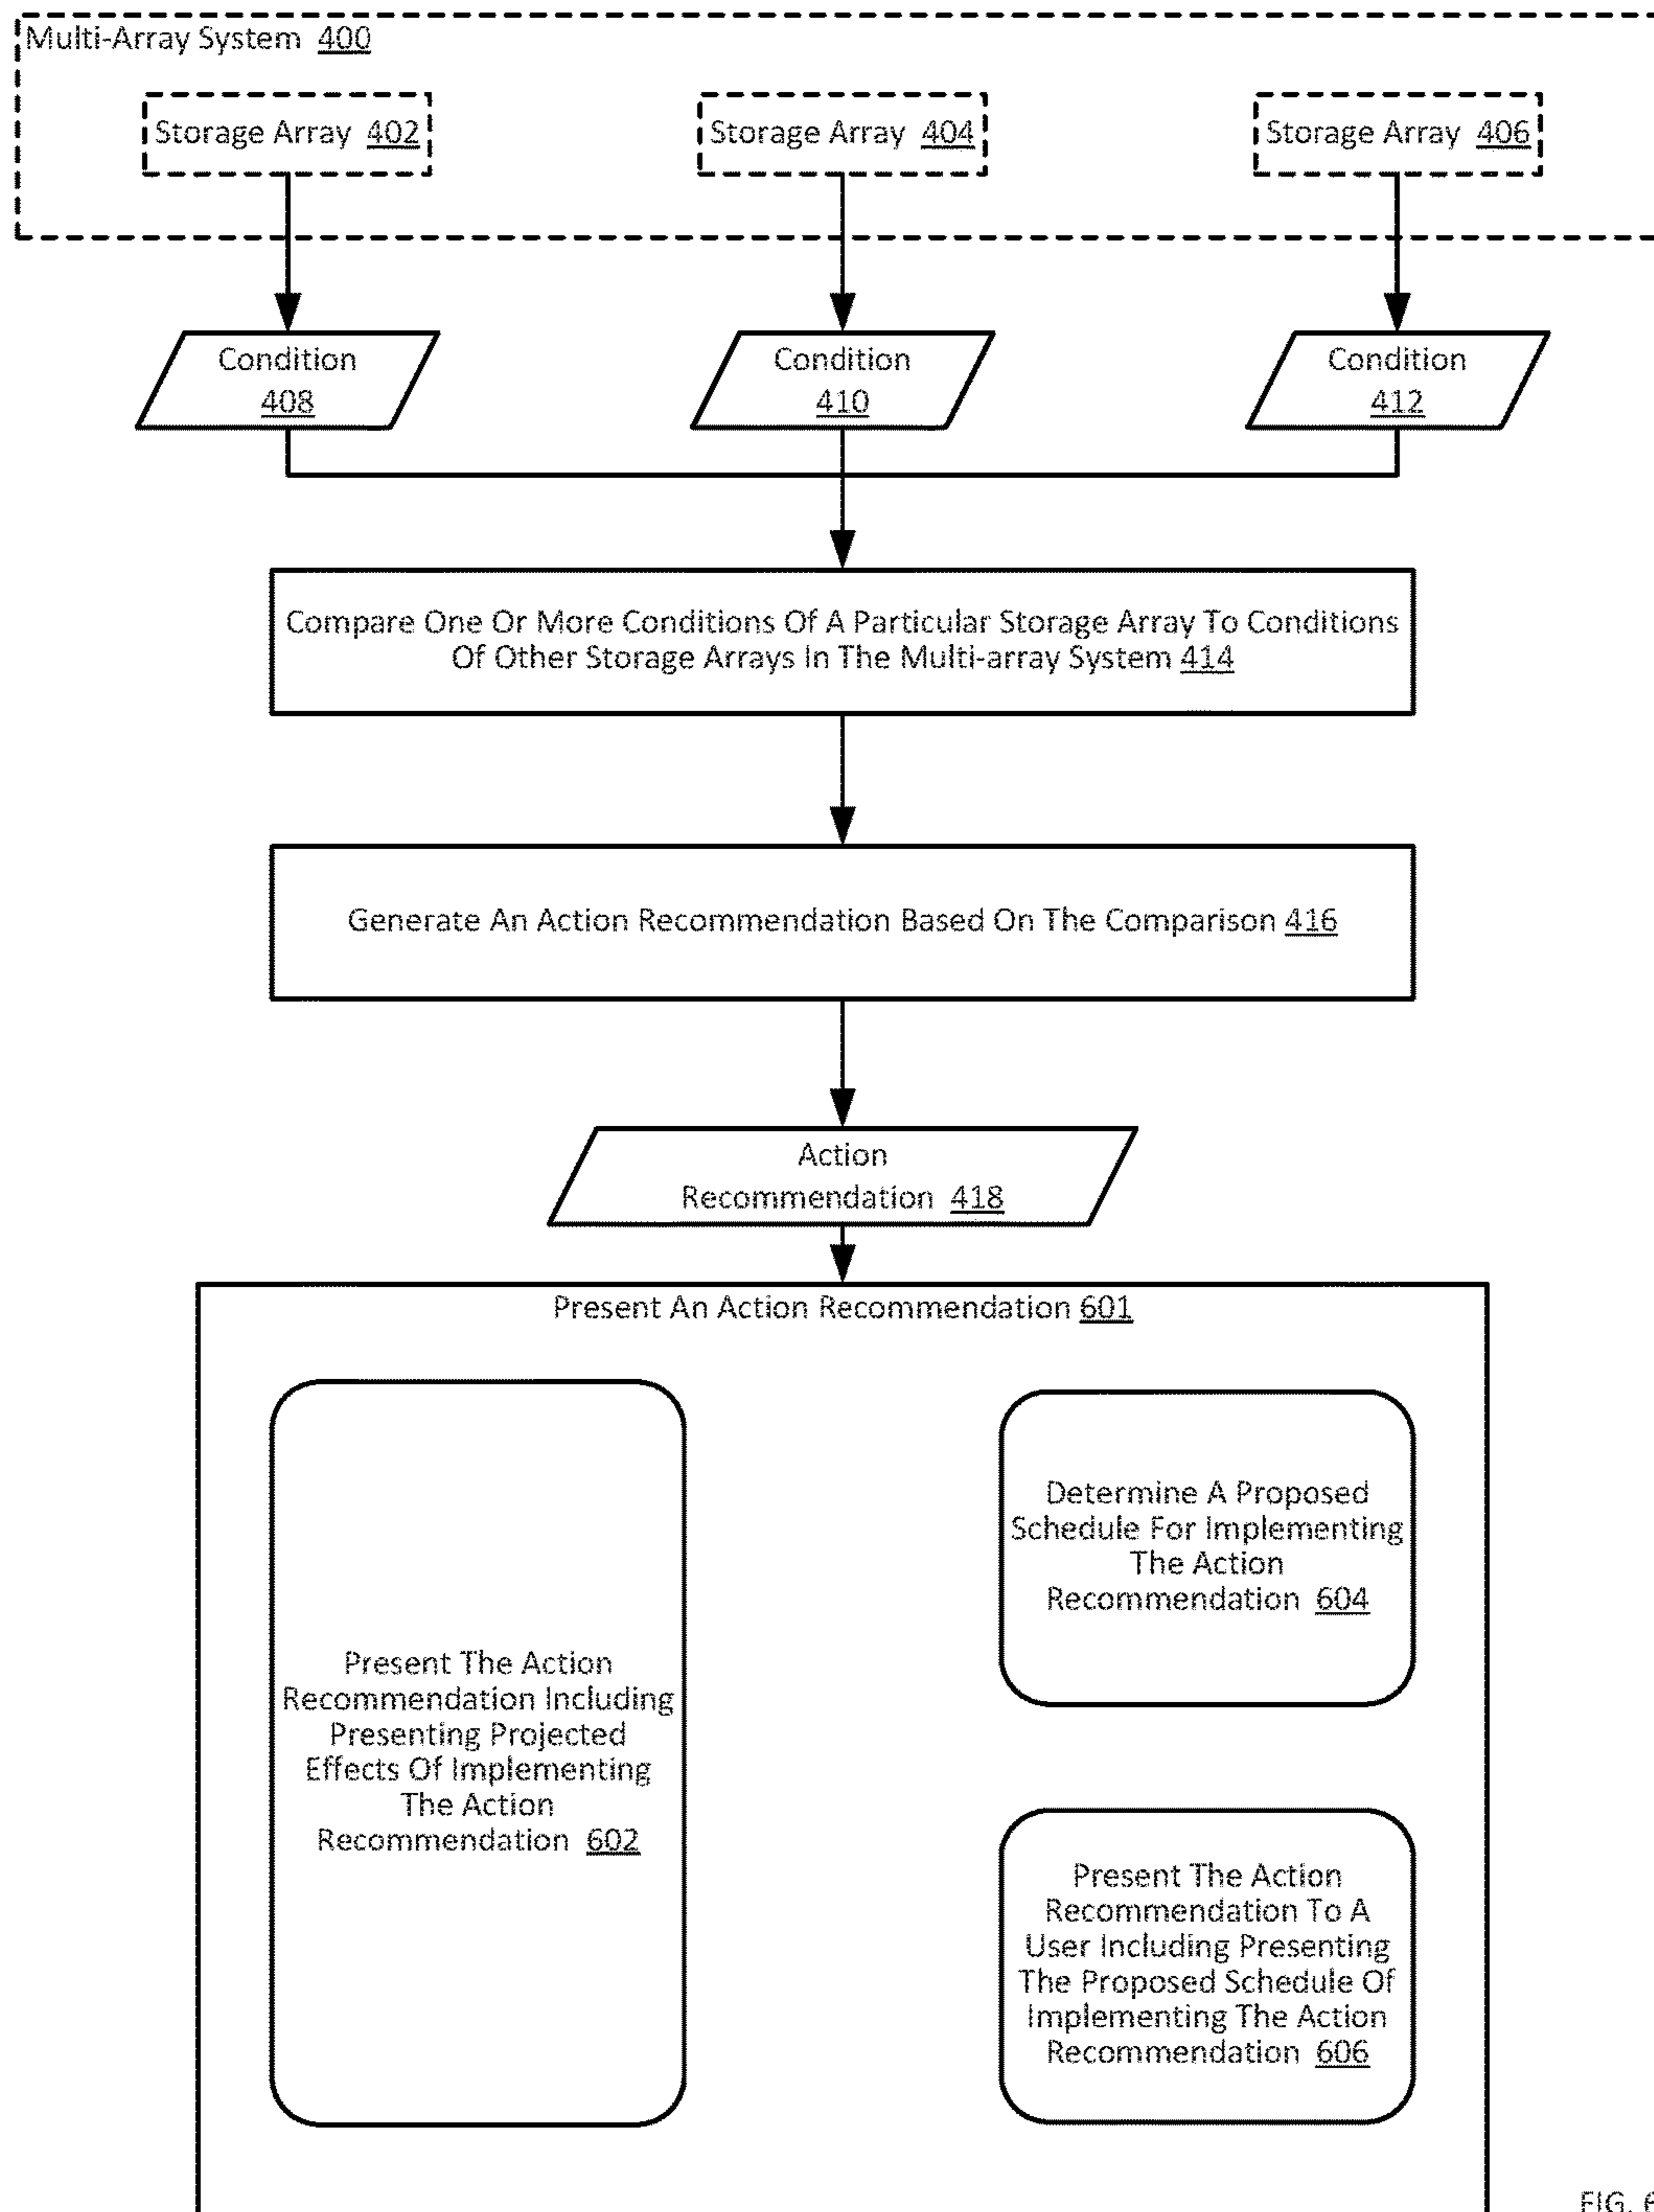 Multi-Array System 400
Storage Array 402
Storage Array 404
Storage Array 406
Condition
408
Condition
410
Condition
412
Compare One Or More Conditions Of A Particular Storage Array To Conditions
Of Other Storage Arrays In The Multi-array System 414
Generate An Action Recommendation Based On The Comparison 416
Action
Recommendation 418
Present An Action Recommendation 601
Present The Action
Recommendation Including
Presenting Projected
Effects Of Implementing
The Action
Recommendation 602
Determine A Proposed
Schedule For Implementing
The Action
Recommendation 604
Present The Action
Recommendation To A
User Including Presenting
The Proposed Schedule Of
Implementing The Action
Recommendation 606
FIG. 6